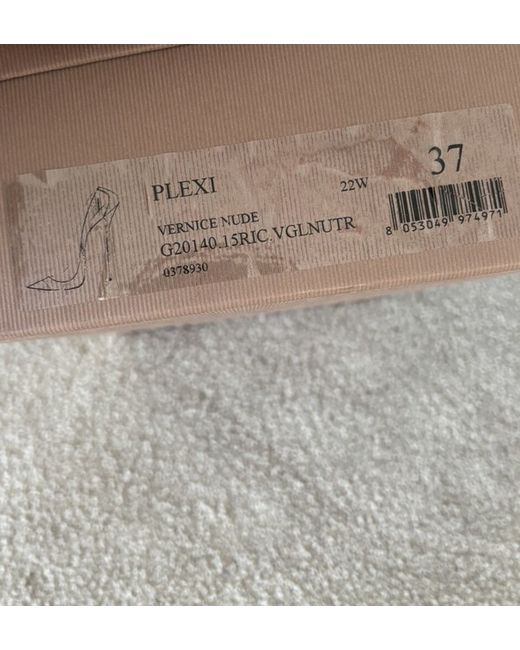 PLEXI
22W
37
VERNICE NUDE
G20140.15RIC.VGLNUTR
0378930
8 053049 974971